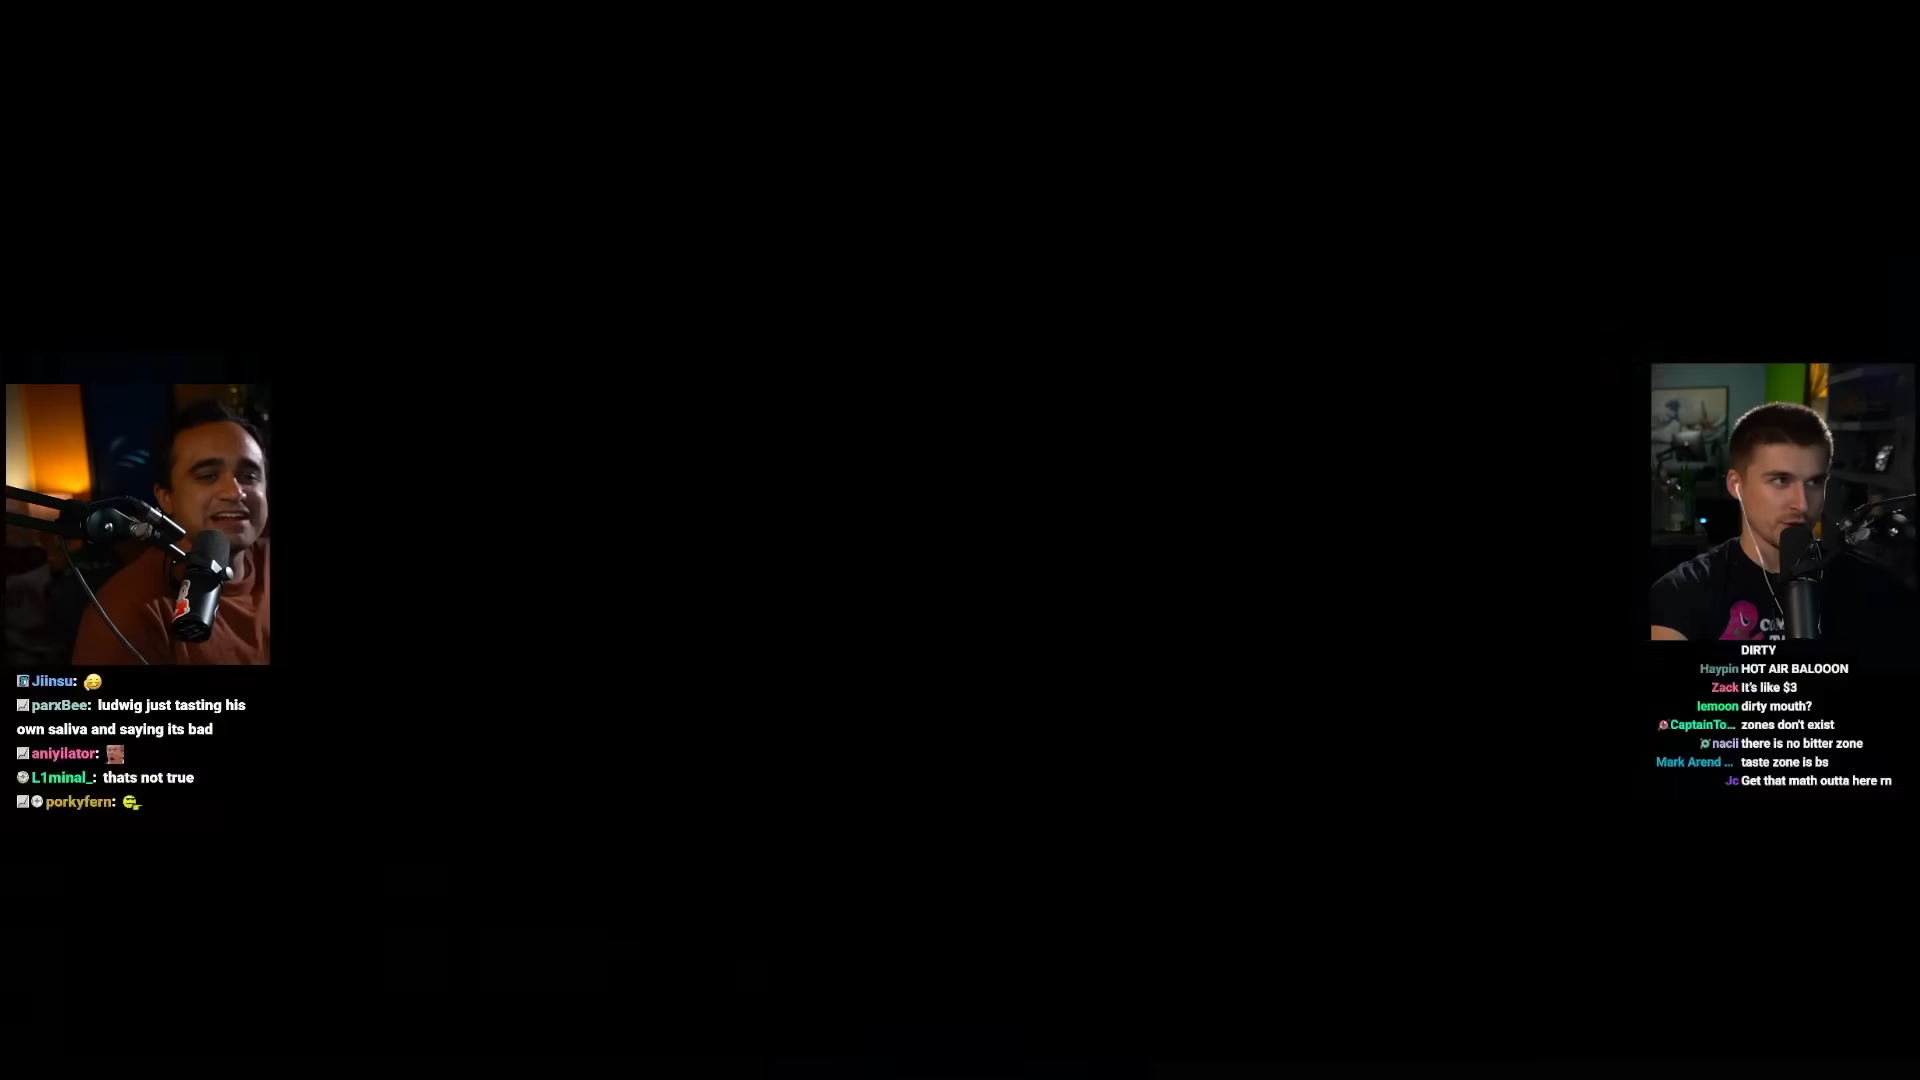 Jiinsu:
parxBee: ludwig just tasting his
own saliva and saying its bad
aniyilator:
L1minal_: thats not true
porkyfern:
DIRTY
Haypin HOT AIR BALOOON
Zack It's like $3
lemoon dirty mouth?
CaptainTo... zones don't exist
nacii there is no bitter zone
Mark Arend ... taste zone is bs
Jc Get that math outta here rn